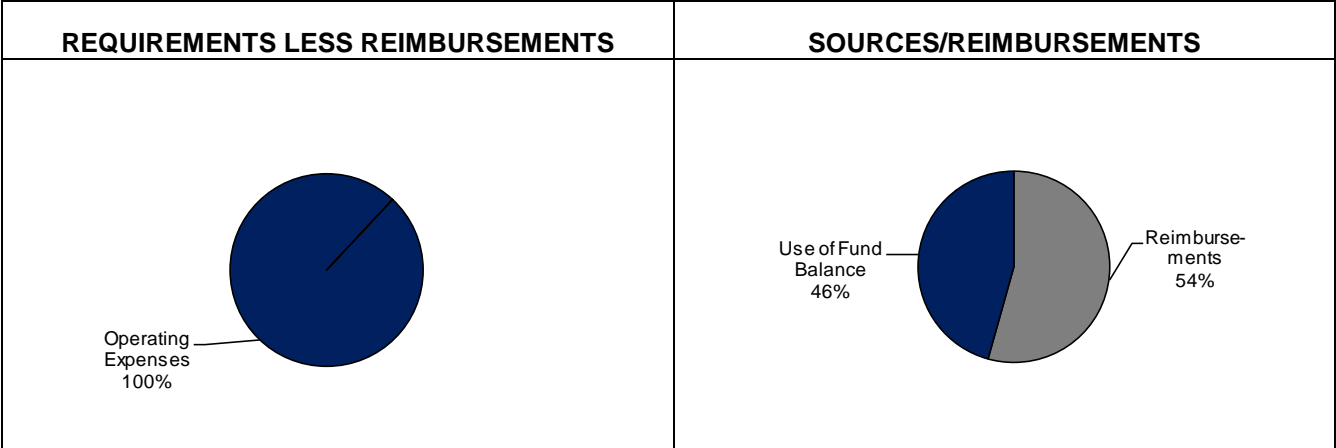 REQUIREMENTS LESS REIMBURSEMENTS
Operating
Expenses
100%
SOURCES/REIMBURSEMENTS
Use of Fund
Balance
46%
Reimburse-
ments
54%